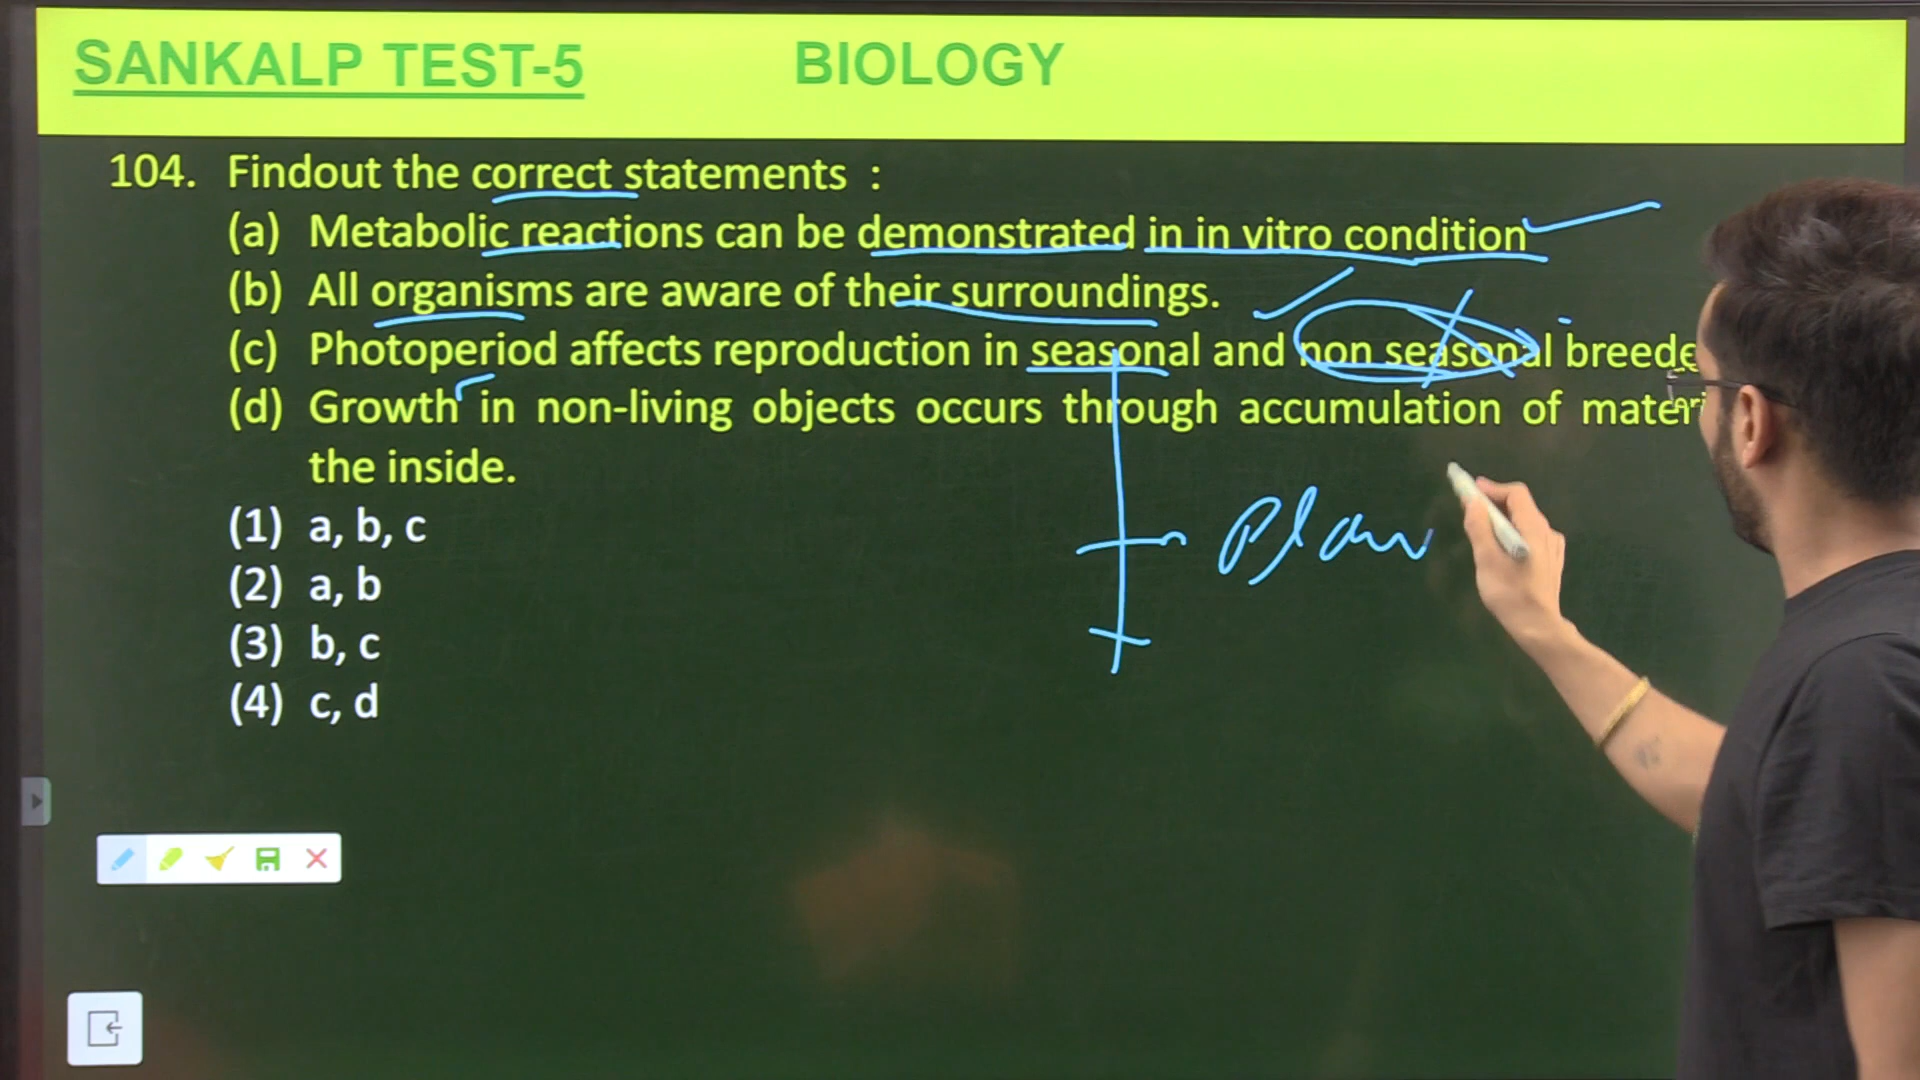 SANKALP TEST-5 BIOLOGY
104. Findout the correct statements :
(a) Metabolic reactions can be demonstrated in in vitro condition
(b) All organisms are aware of their surroundings.
(c) Photoperiod affects reproduction in seasonal and non seasonal breede
(d) Growth in non-living objects occurs through accumulation of materi
the inside.
(1) a, b, c
(2) a, b
(3) b, c
(4) c, d
Plan